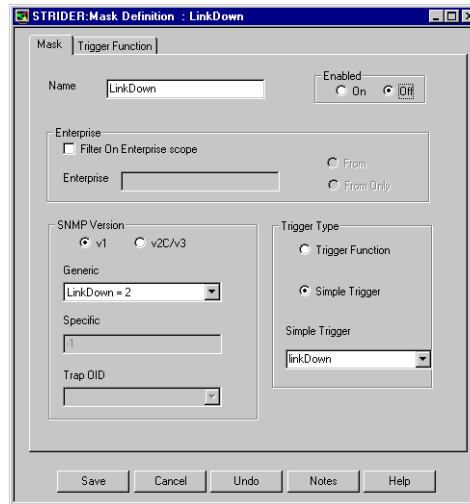 STRIDER:Mask Definition : LinkDown
Mask Trigger Function
Name LinkDown
Enabled
On Off
Enterprise
Filter On Enterprise scope
Enterprise
From
From Only
SNMP Version
v1 v2C/v3
Generic
LinkDown = 2
Specific
-1
Trap OID
Trigger Type
Trigger Function
Simple Trigger
Simple Trigger
linkDown
Save Cancel Undo Notes Help